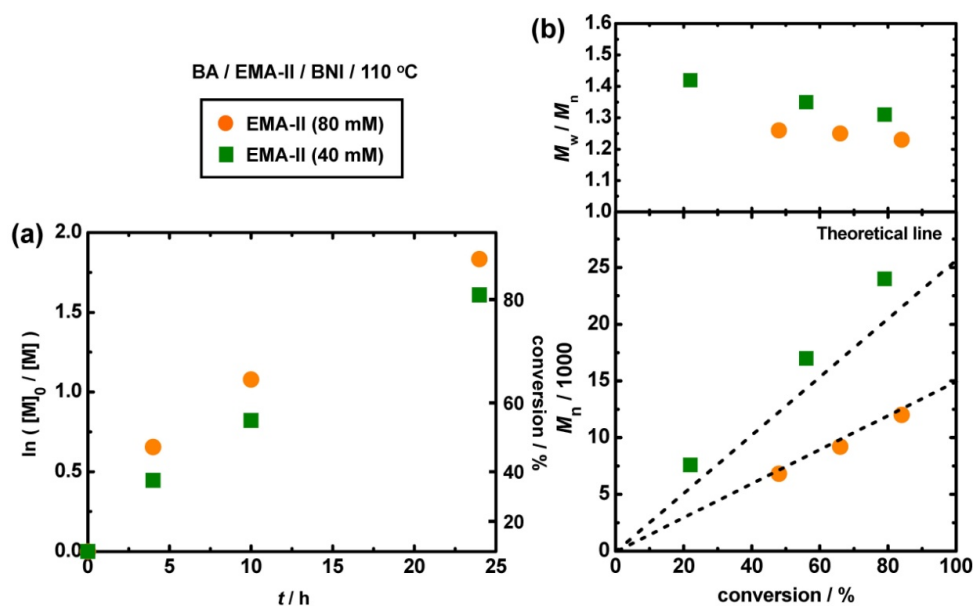 BA / EMA-II / BNI / 110 °C
EMA-II (80 mM)
EMA-II (40 mM)
(a)
2.0
1.5
1.0
0.5
0.0
ln ( [M]0 / [M] )
80
60
40
20
conversion / %
0 5 10 15 20 25
t / h
(b)
1.6
1.5
1.4
1.3
1.2
1.1
1.0
Mw / Mn
Theoretical line
25
20
15
10
5
0
Mn / 1000
0 20 40 60 80 100
conversion / %